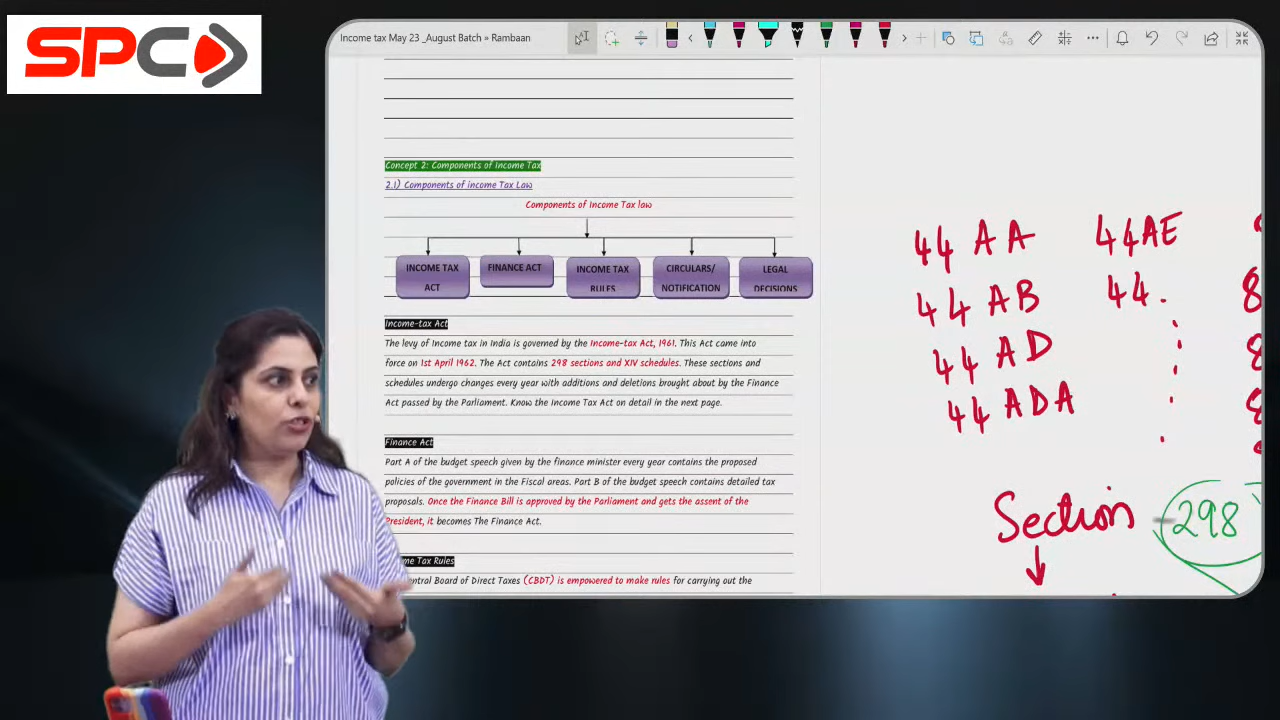 SPC
Income tax May 23 _August Batch » Rambaan
Concept 2: Components of Income Tax
2.1) Components of income Tax Law
Components of Income Tax law
INCOME TAX ACT
FINANCE ACT
INCOME TAX RULES
CIRCULARS/ NOTIFICATION
LEGAL DECISIONS
Income-tax Act
The levy of Income tax in India is governed by the Income-tax Act, 1961. This Act came into
force on 1st April 1962. The Act contains 298 sections and XIV schedules. These sections and
schedules undergo changes every year with additions and deletions brought about by the Finance
Act passed by the Parliament. Know the Income Tax Act on detail in the next page.
Finance Act
Part A of the budget speech given by the finance minister every year contains the proposed
policies of the government in the Fiscal areas. Part B of the budget speech contains detailed tax
proposals. Once the Finance Bill is approved by the Parliament and gets the assent of the
President, it becomes The Finance Act.
Tax Rules
Central Board of Direct Taxes (CBDT) is empowered to make rules for carrying out the
44 AA 44AE
44 AB 44 .
44 AD
44 ADA
Section 298